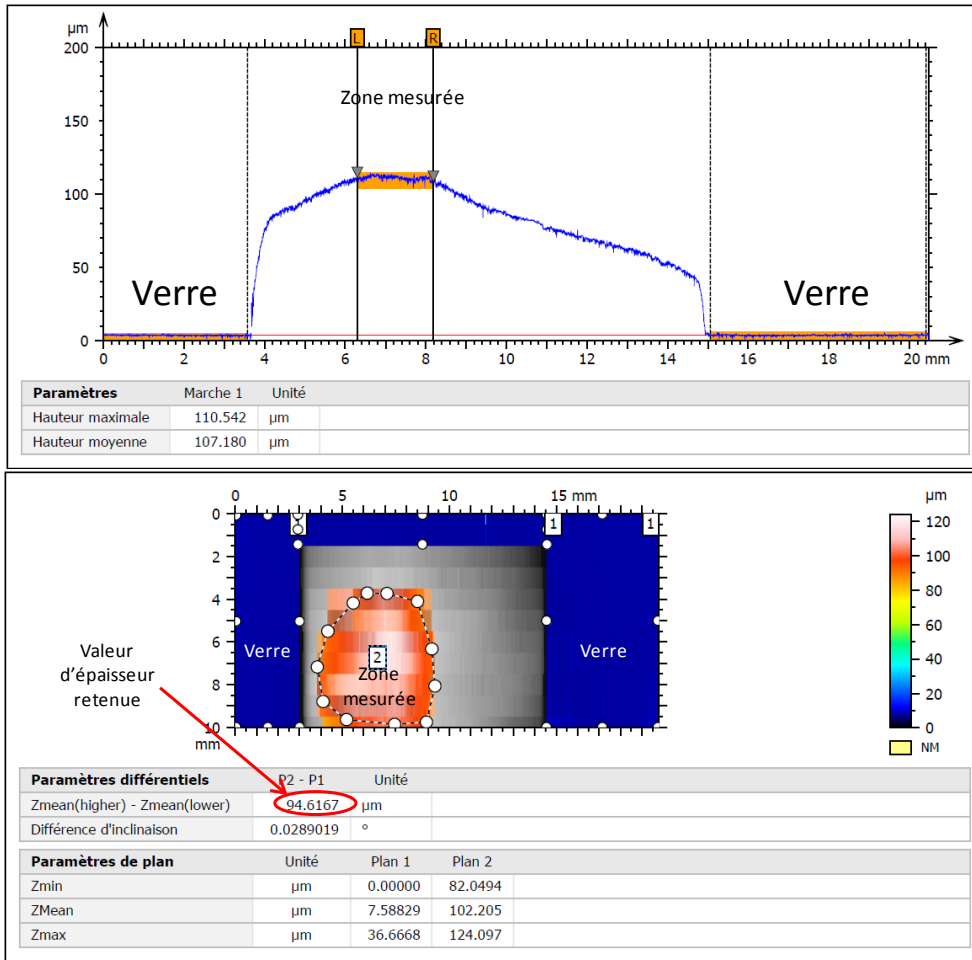 µm
200
150
100
50
0
L R
Zone mesurée
Verre Verre
0 2 4 6 8 10 12 14 16 18 20 mm
Paramètres Marche 1 Unité
Hauteur maximale 110.542 µm
Hauteur moyenne 107.180 µm
0 5 10 15 mm
0
2
4
6
8
10
mm
1 1
Verre
2
Zone
mesurée
Verre
Valeur
d'épaisseur
retenue
µm
120
100
80
60
40
20
0
NM
Paramètres différentiels P2 - P1 Unité
Zmean(higher) - Zmean(lower) 94.6167 µm
Différence d'inclinaison 0.0289019 °
Paramètres de plan Unité Plan 1 Plan 2
Zmin µm 0.00000 82.0494
ZMean µm 7.58829 102.205
Zmax µm 36.6668 124.097